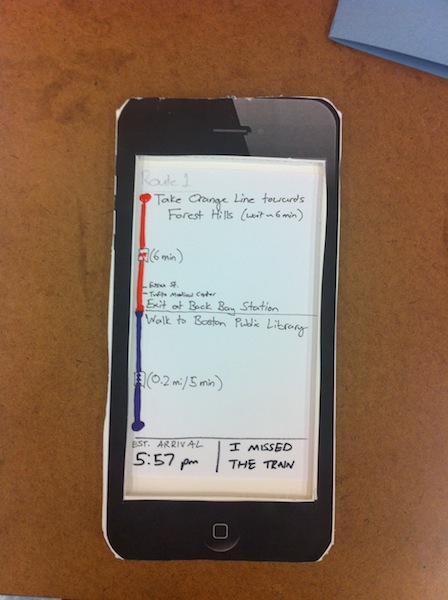 Route 1
Take Orange Line towards
Forest Hills (wait ~ 6 min)
(6 min)
Essex St.
Tufts Medical Center
Exit at Back Bay Station
Walk to Boston Public Library
(0.2 mi/5 min)
EST. ARRIVAL
5:57 pm
I MISSED
THE TRAIN